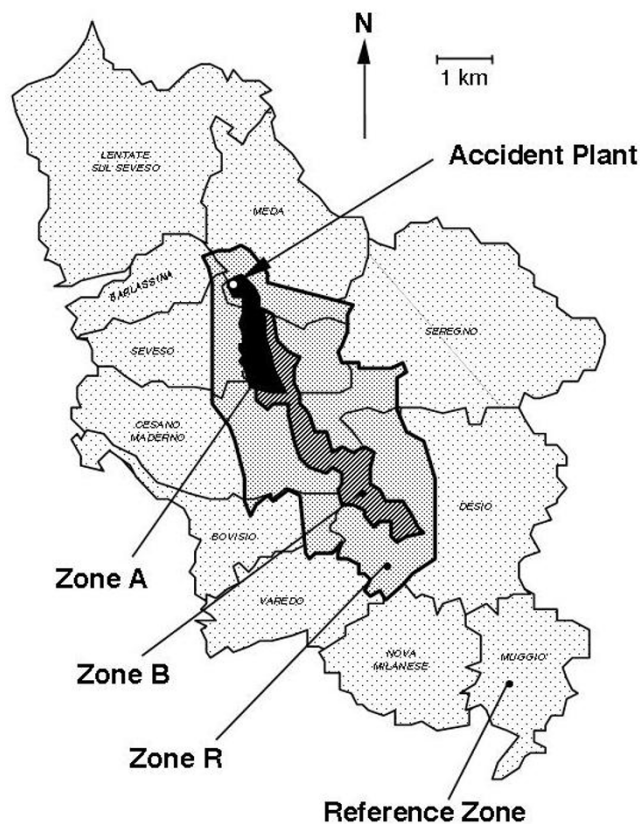 N
1 km
Accident Plant
LENTATE
SUL SEVESO
MEDA
BARLASSINA
SEREGNO
SEVESO
CESANO
MADERNO
DESIO
BOVISIO
Zone A
VAREDO
NOVA
MILANESE
MUGGIO'
Zone B
Zone R
Reference Zone